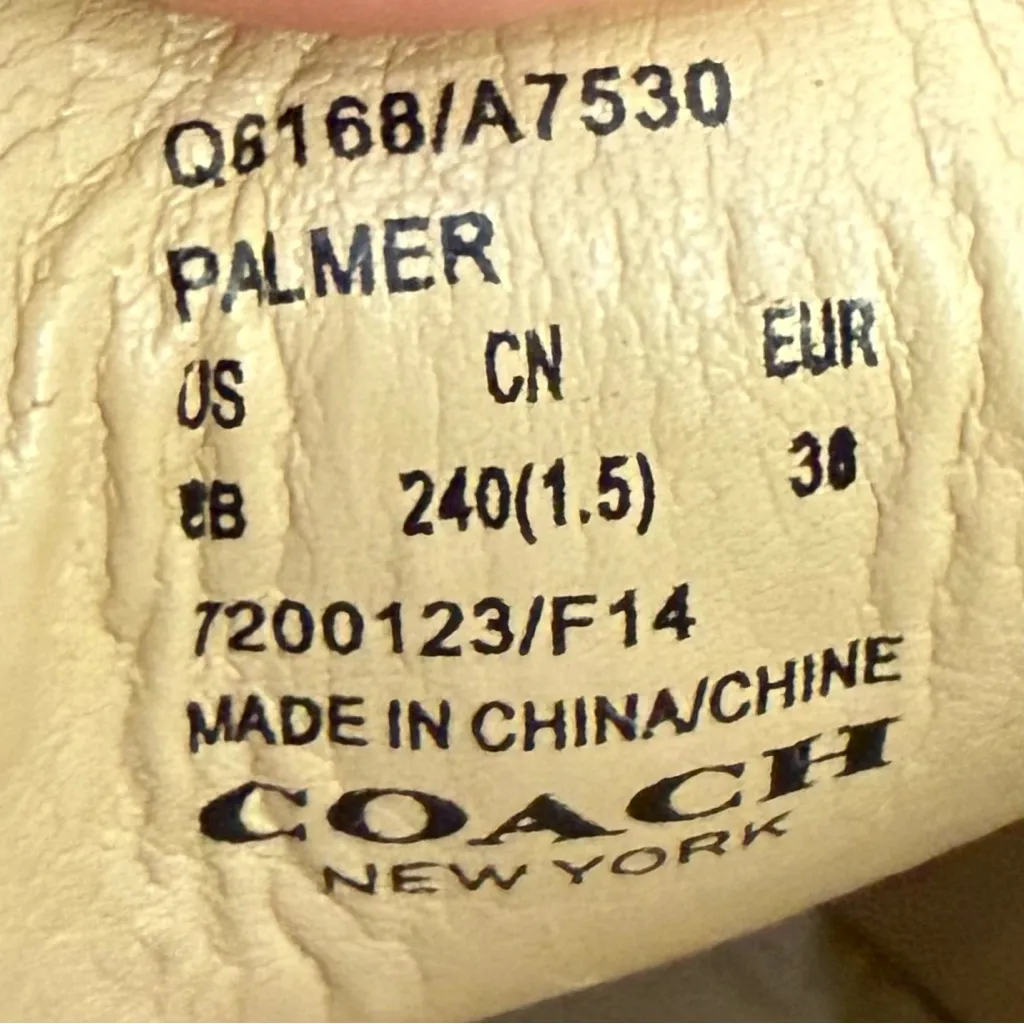 Q6168/A7530
PALMER
US CN EUR
8B 240(1.5) 38
7200123/F14
MADE IN CHINA/CHINE
COACH
NEW YORK